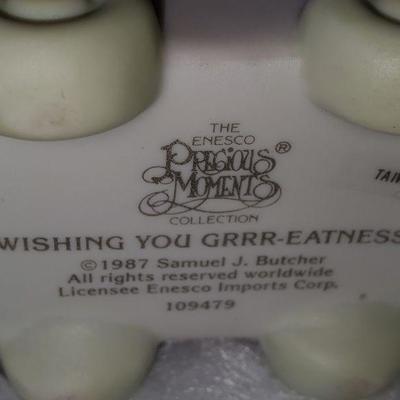 THE
ENESCO
PRECIOUS®
MOMENTS
COLLECTION
WISHING YOU GRRR-EATNESS
©1987 Samuel J. Butcher
All rights reserved worldwide
Licensee Enesco Imports Corp.
109479